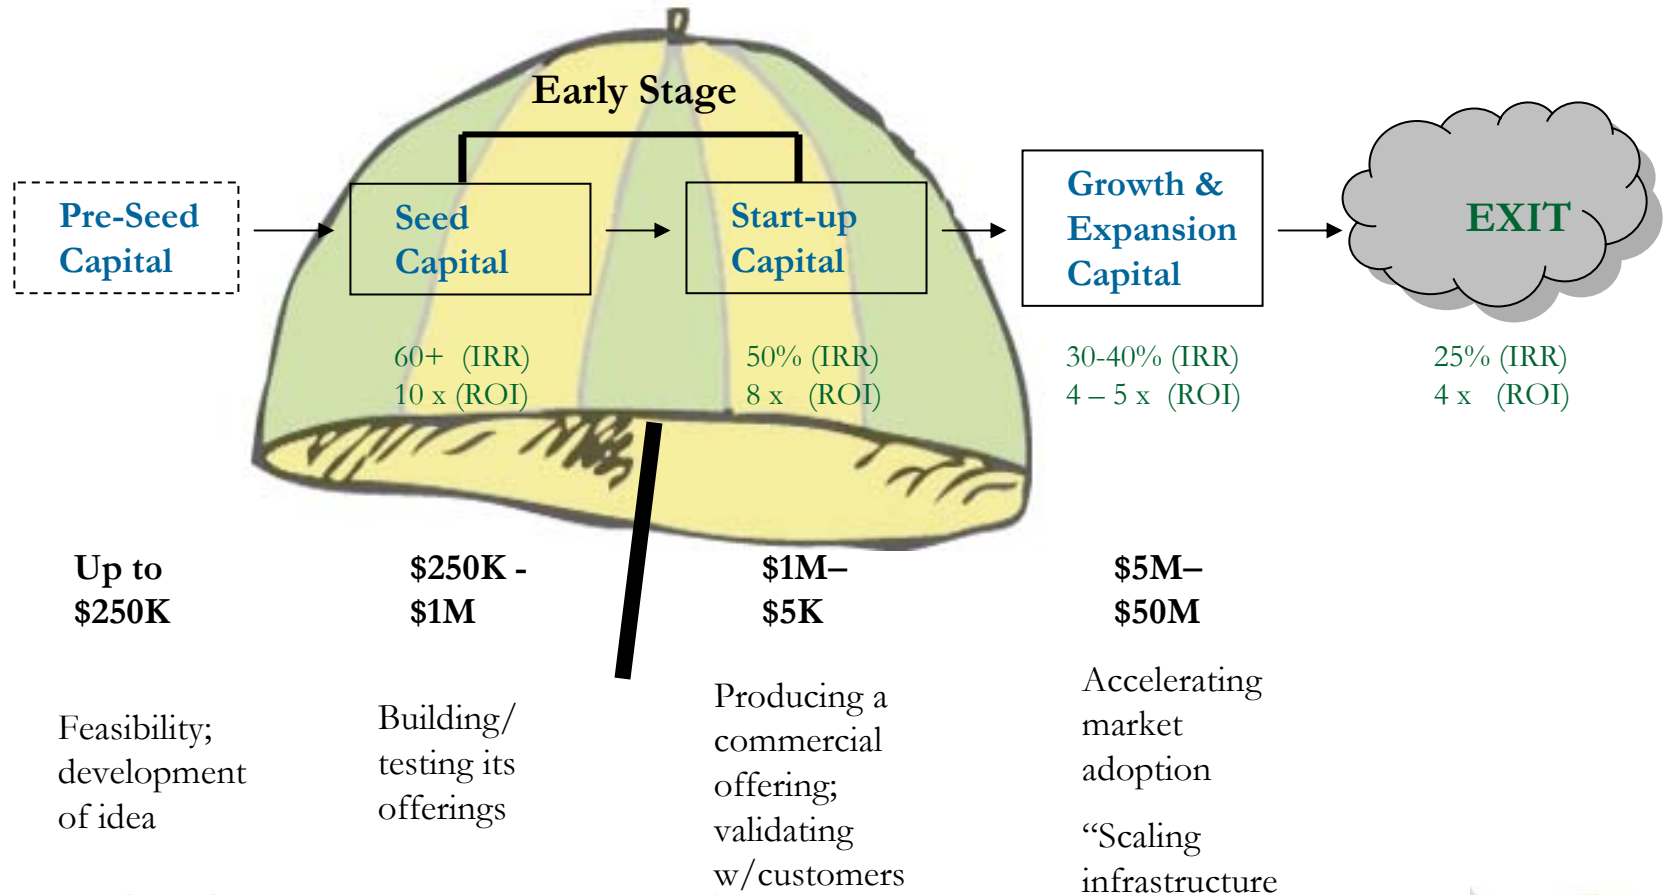 Early Stage
Pre-Seed
Capital
Seed
Capital
Start-up
Capital
Growth &
Expansion
Capital
EXIT
60+ (IRR)
10 x (ROI)
50% (IRR)
8 x (ROI)
30-40% (IRR)
4 – 5 x (ROI)
25% (IRR)
4 x (ROI)
Up to
$250K
$250K -
$1M
$1M–
$5K
$5M–
$50M
Feasibility;
development
of idea
Building/
testing its
offerings
Producing a
commercial
offering;
validating
w/customers
Accelerating
market
adoption
“Scaling
infrastructure